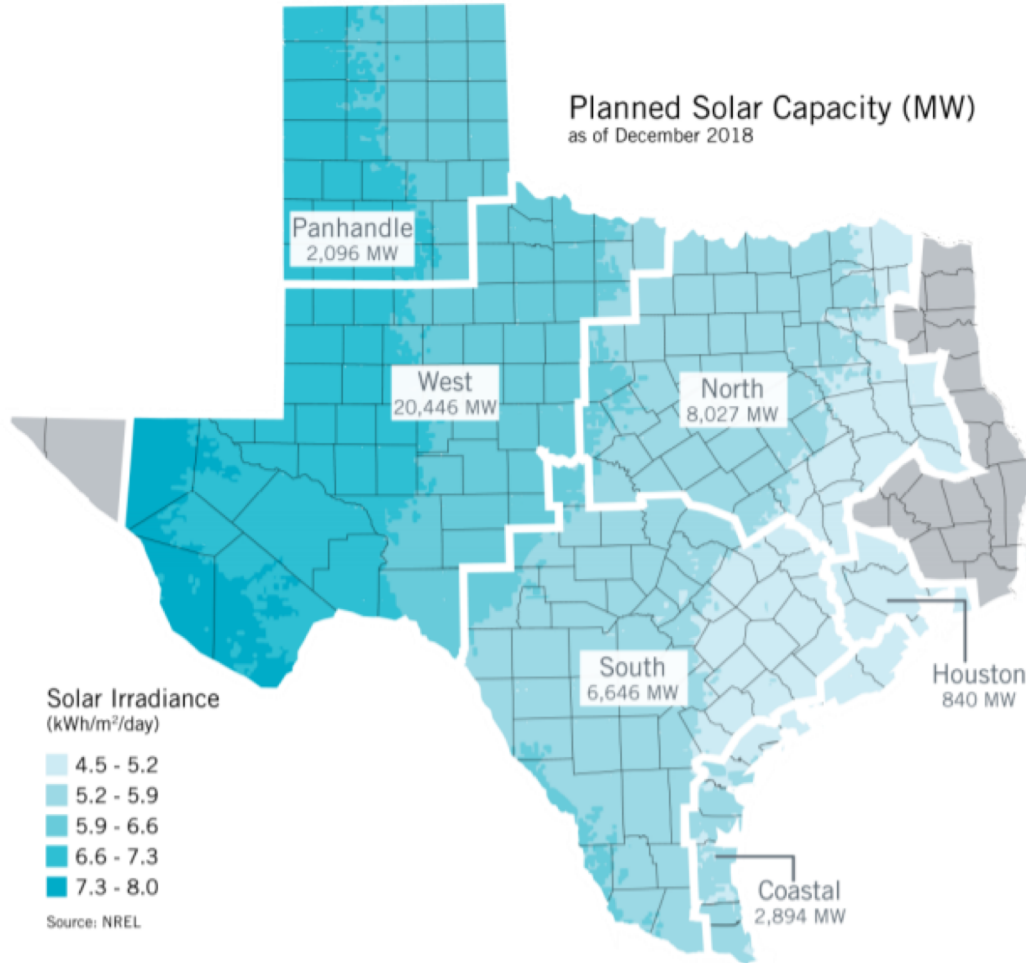 Planned Solar Capacity (MW)
as of December 2018
Panhandle
2,096 MW
West
20,446 MW
North
8,027 MW
South
6,646 MW
Houston
840 MW
Coastal
2,894 MW
Solar Irradiance
(kWh/m²/day)
4.5 - 5.2
5.2 - 5.9
5.9 - 6.6
6.6 - 7.3
7.3 - 8.0
Source: NREL